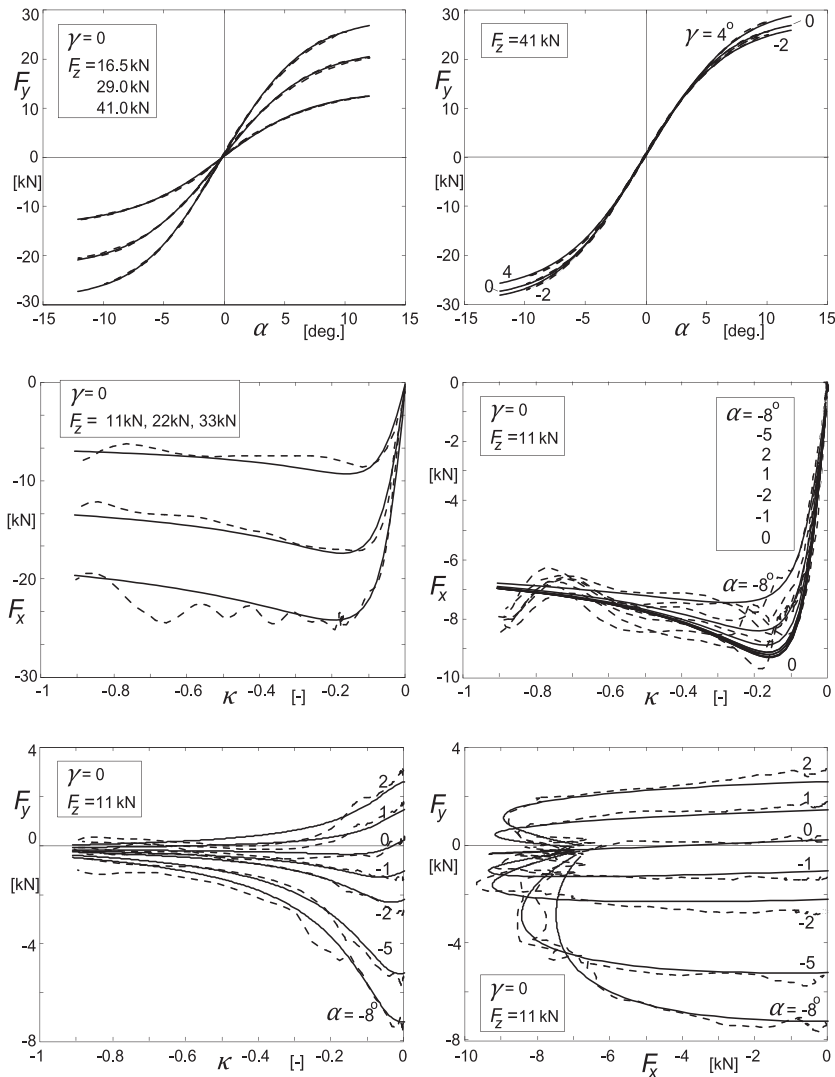 30
γ = 0
F_y
F_z = 16.5 kN
29.0 kN
41.0 kN
20
10
0
[kN]
-10
-20
-30
-15
-10
-5
0
5
10
15
α
[deg.]
30
F_z = 41 kN
γ = 4°
0
-2
F_y
20
10
0
[kN]
-10
-20
4
0
-2
-30
-15
-10
-5
0
5
10
15
α
[deg.]
0
γ = 0
F_z = 11kN, 22kN, 33kN
-10
[kN]
-20
F_x
-30
-1
-0.8
-0.6
-0.4
-0.2
0
κ
[-]
0
γ = 0
F_z = 11 kN
α = -8°
-5
2
1
-2
-1
0
-2
[kN]
-4
-6
F_x
α = -8°
-8
0
-10
-1
-0.8
-0.6
-0.4
-0.2
0
κ
[-]
4
γ = 0
F_z = 11 kN
F_y
2
1
0
0
[kN]
-1
-2
-4
-5
α = -8°
-8
-1
-0.8
-0.6
-0.4
-0.2
0
κ
[-]
4
2
F_y
1
0
0
[kN]
-1
-2
-4
-5
γ = 0
F_z = 11 kN
α = -8°
-8
-10
-8
-6
-4
-2
0
F_x
[kN]